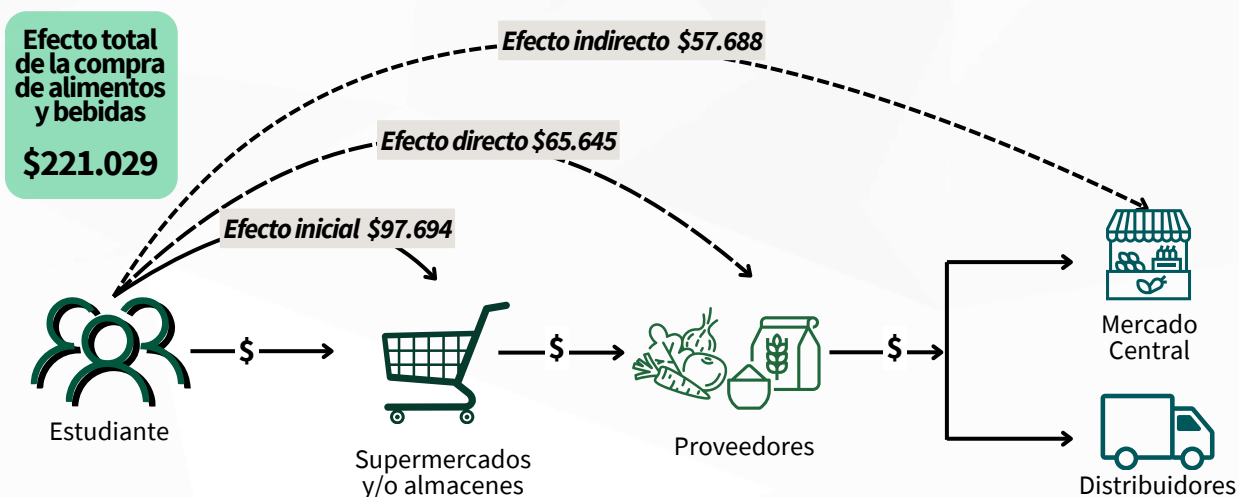 Efecto total
de la compra
de alimentos
y bebidas
$221.029
Efecto indirecto $57.688
Efecto directo $65.645
Efecto inicial $97.694
$
$
$
Estudiante
Supermercados
y/o almacenes
Proveedores
Mercado
Central
Distribuidores